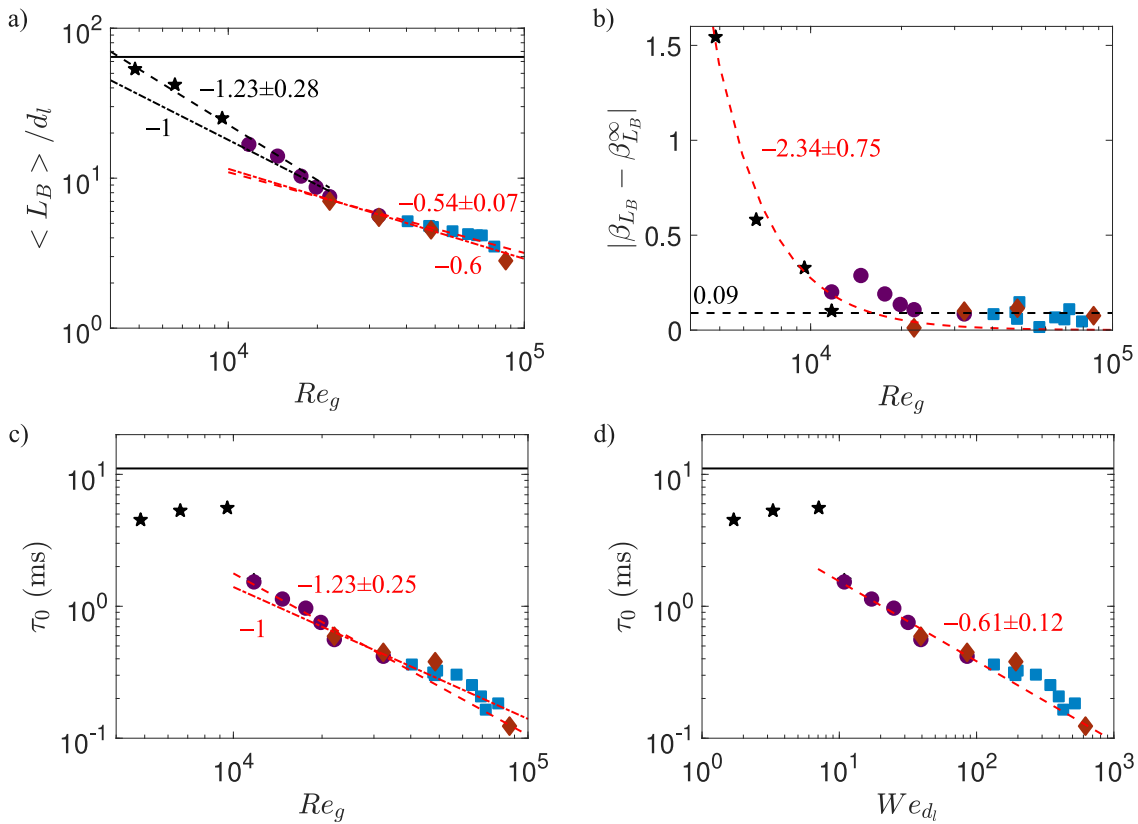 a)
10^2
10^1
10^0
< L_B > /d_l
−1.23±0.28
−1
−0.54±0.07
−0.6
10^4
10^5
Re_g
b)
1.5
1
0.5
0
|β_{L_B} − β_{L_B}^∞|
−2.34±0.75
0.09
10^4
10^5
Re_g
c)
10^1
10^0
10^{-1}
τ_0 (ms)
−1.23±0.25
−1
10^4
10^5
Re_g
d)
10^1
10^0
10^{-1}
τ_0 (ms)
−0.61±0.12
10^0
10^1
10^2
10^3
We_{d_l}